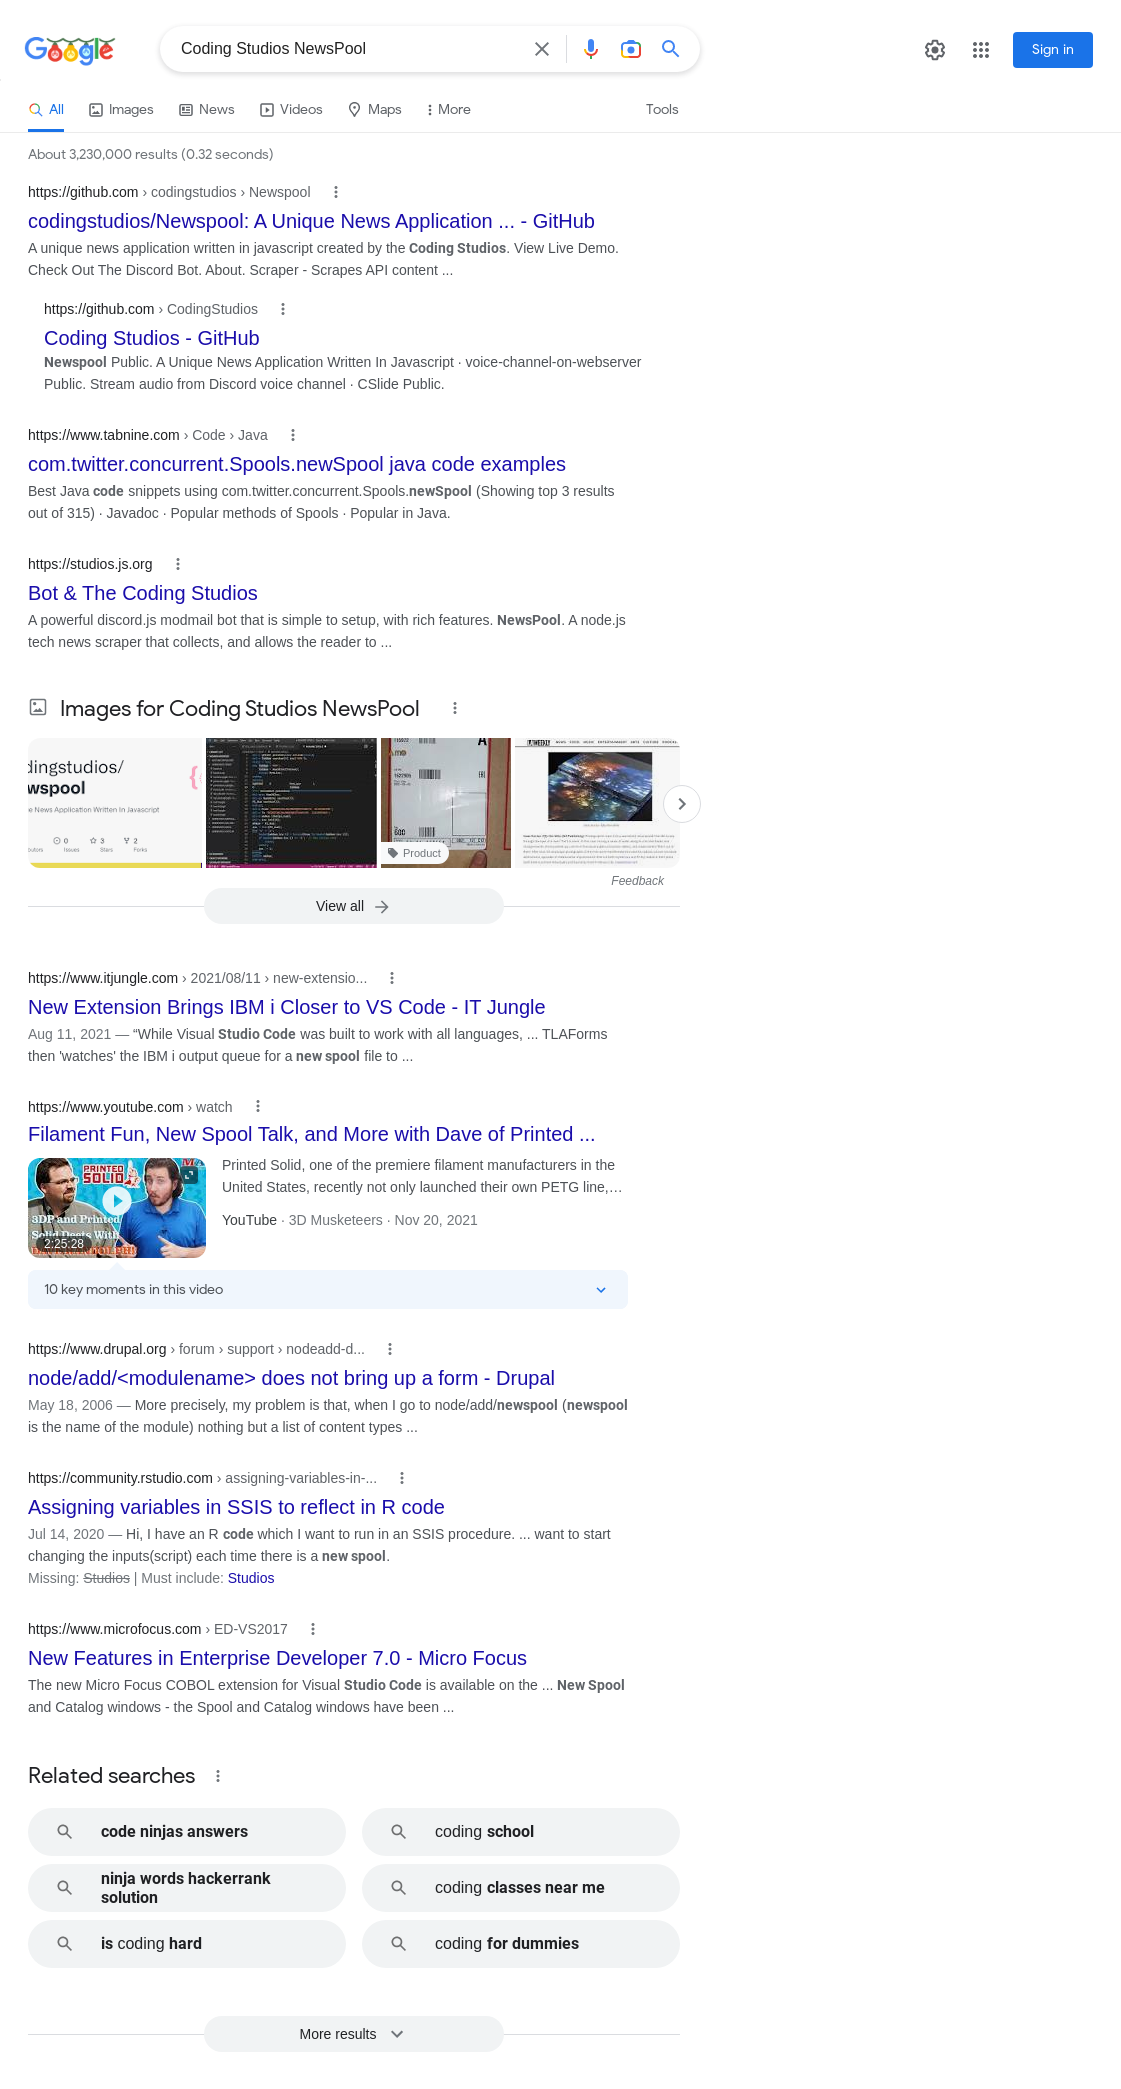 Google
Coding Studios NewsPool
Sign in
All Images News Videos Maps More Tools
About 3,230,000 results (0.32 seconds)
https://github.com › codingstudios › Newspool
codingstudios/Newspool: A Unique News Application ... - GitHub
A unique news application written in javascript created by the Coding Studios. View Live Demo.
Check Out The Discord Bot. About. Scraper - Scrapes API content ...
https://github.com › CodingStudios
Coding Studios - GitHub
Newspool Public. A Unique News Application Written In Javascript · voice-channel-on-webserver
Public. Stream audio from Discord voice channel · CSlide Public.
https://www.tabnine.com › Code › Java
com.twitter.concurrent.Spools.newSpool java code examples
Best Java code snippets using com.twitter.concurrent.Spools.newSpool (Showing top 3 results
out of 315) · Javadoc · Popular methods of Spools · Popular in Java.
https://studios.js.org
Bot & The Coding Studios
A powerful discord.js modmail bot that is simple to setup, with rich features. NewsPool. A node.js
tech news scraper that collects, and allows the reader to ...
Images for Coding Studios NewsPool
dingstudios/
wspool
e News Application Written In Javascript
0 3 2
utors Issues Stars Forks
Product
Feedback
View all
https://www.itjungle.com › 2021/08/11 › new-extensio...
New Extension Brings IBM i Closer to VS Code - IT Jungle
Aug 11, 2021 — “While Visual Studio Code was built to work with all languages, ... TLAForms
then 'watches' the IBM i output queue for a new spool file to ...
https://www.youtube.com › watch
Filament Fun, New Spool Talk, and More with Dave of Printed ...
PRINTED
SOLID
3DP and Printed
Solid Deets With
2:25:28
Printed Solid, one of the premiere filament manufacturers in the
United States, recently not only launched their own PETG line,…
YouTube · 3D Musketeers · Nov 20, 2021
10 key moments in this video
https://www.drupal.org › forum › support › nodeadd-d...
node/add/<modulename> does not bring up a form - Drupal
May 18, 2006 — More precisely, my problem is that, when I go to node/add/newspool (newspool
is the name of the module) nothing but a list of content types ...
https://community.rstudio.com › assigning-variables-in-...
Assigning variables in SSIS to reflect in R code
Jul 14, 2020 — Hi, I have an R code which I want to run in an SSIS procedure. ... want to start
changing the inputs(script) each time there is a new spool.
Missing: Studios | Must include: Studios
https://www.microfocus.com › ED-VS2017
New Features in Enterprise Developer 7.0 - Micro Focus
The new Micro Focus COBOL extension for Visual Studio Code is available on the ... New Spool
and Catalog windows - the Spool and Catalog windows have been ...
Related searches
code ninjas answers
coding school
ninja words hackerrank
solution
coding classes near me
is coding hard
coding for dummies
More results